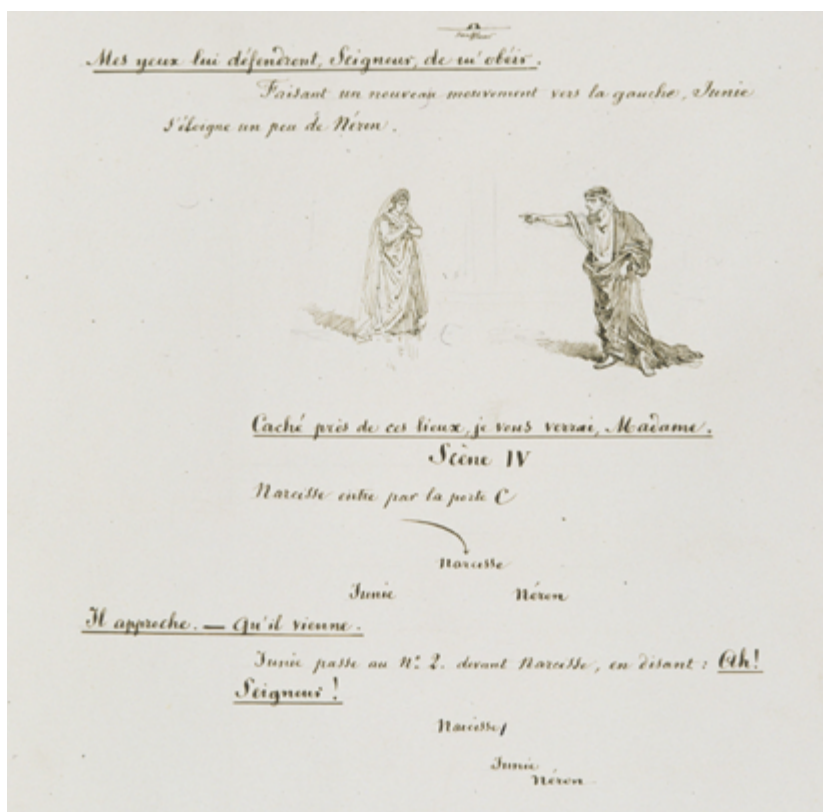 Mes yeux lui défendront, Seigneur, de m'obéir.
Faisant un nouveau mouvement vers la gauche, Junie
s'éloigne un peu de Néron.
Caché près de ces lieux, je vous verrai, Madame.
Scène IV
Narcisse entre par la porte C
Narcisse
Junie Néron
Il approche. — Qu'il vienne.
Junie passe au N° 2. devant Narcisse, en disant : Ah!
Seigneur !
Narcisse
Junie
Néron